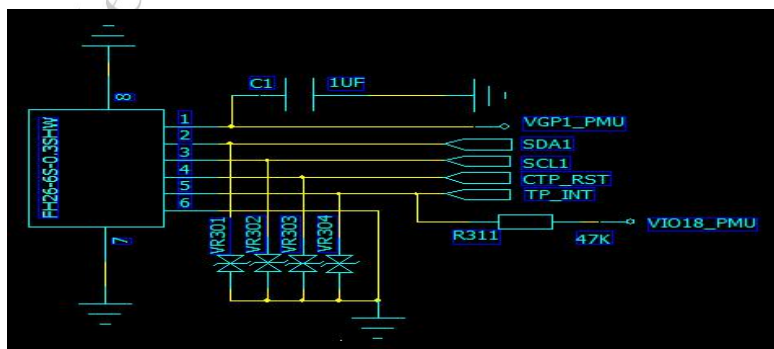 8
C1 1UF
1 VGP1_PMU
2 SDA1
3 SCL1
4 CTP_RST
5 TP_INT
6
FH26-6S-0.3SHW
VR301 VR302 VR303 VR304
R311 47K VIO18_PMU
7